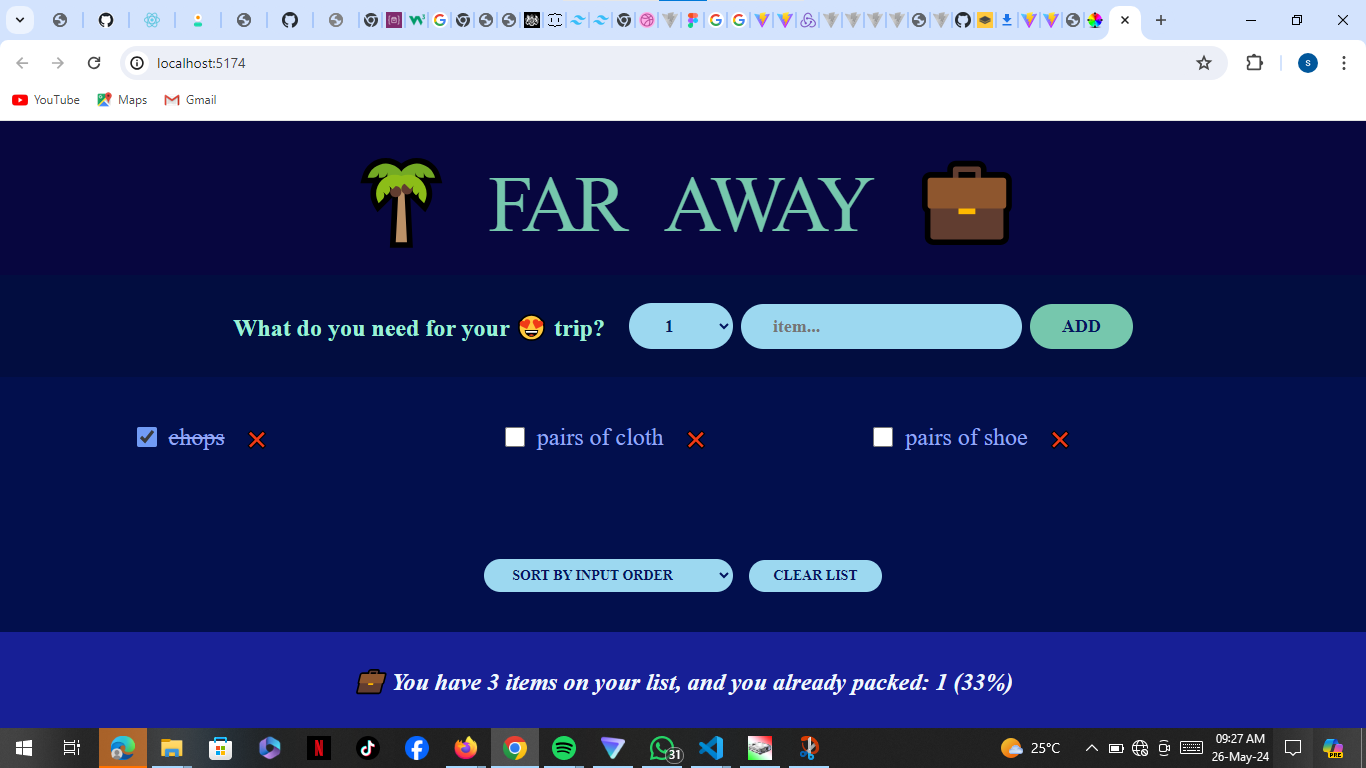 localhost:5174
YouTube Maps Gmail
FAR AWAY
What do you need for your 😍 trip? 1 item... ADD
chops pairs of cloth pairs of shoe
SORT BY INPUT ORDER CLEAR LIST
You have 3 items on your list, and you already packed: 1 (33%)
31 25°C 09:27 AM
26-May-24
PRE